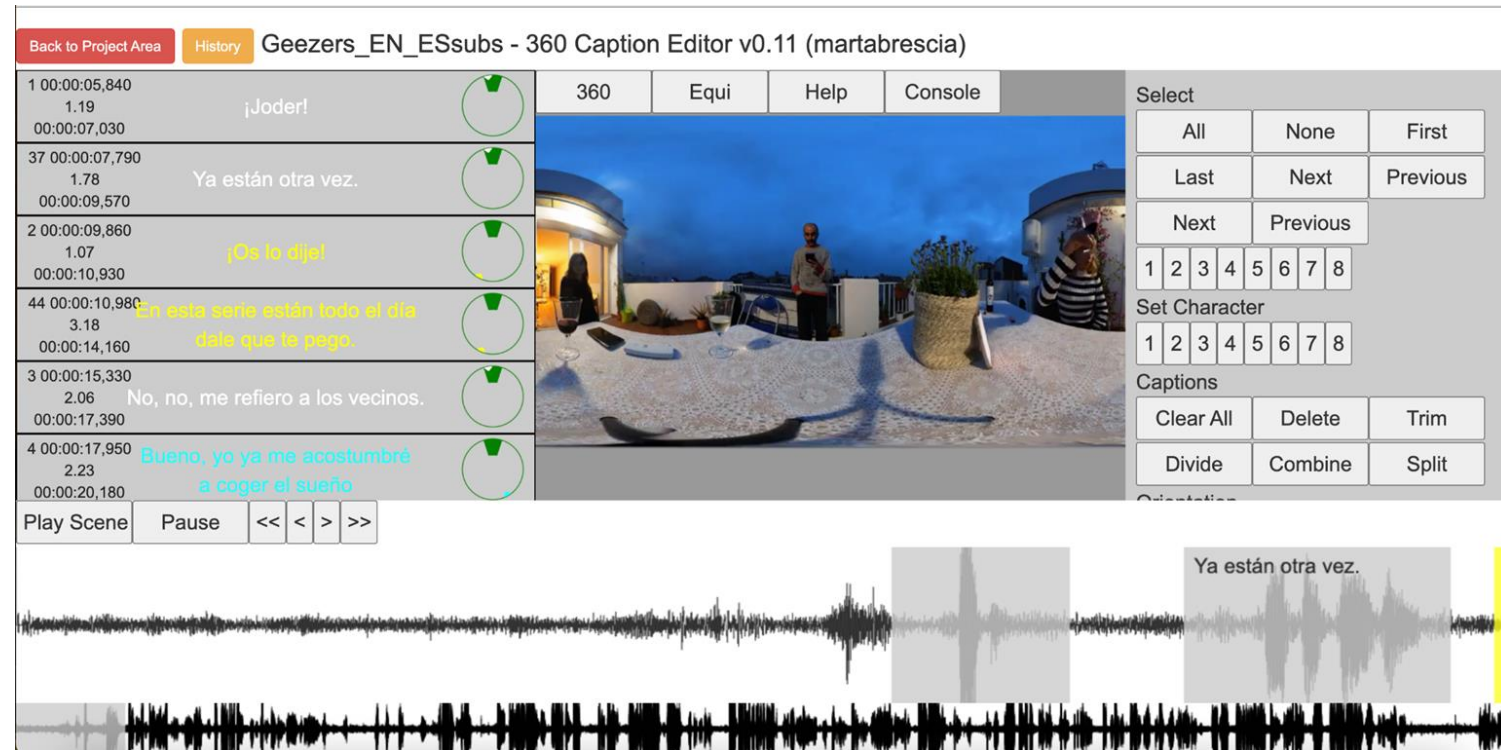 Back to Project Area
History
Geezers_EN_ESsubs - 360 Caption Editor v0.11 (martabrescia)
1 00:00:05,840
1.19
00:00:07,030
¡Joder!
37 00:00:07,790
1.78
00:00:09,570
Ya están otra vez.
2 00:00:09,860
1.07
00:00:10,930
¡Os lo dije!
44 00:00:10,980
3.18
00:00:14,160
En esta serie están todo el día
dale que te pego.
3 00:00:15,330
2.06
00:00:17,390
No, no, me refiero a los vecinos.
4 00:00:17,950
2.23
00:00:20,180
Bueno, yo ya me acostumbré
a coger el sueño
360 Equi Help Console
Select
All None First
Last Next Previous
Next Previous
1 2 3 4 5 6 7 8
Set Character
1 2 3 4 5 6 7 8
Captions
Clear All Delete Trim
Divide Combine Split
Orientation
Play Scene Pause << < > >>
Ya están otra vez.